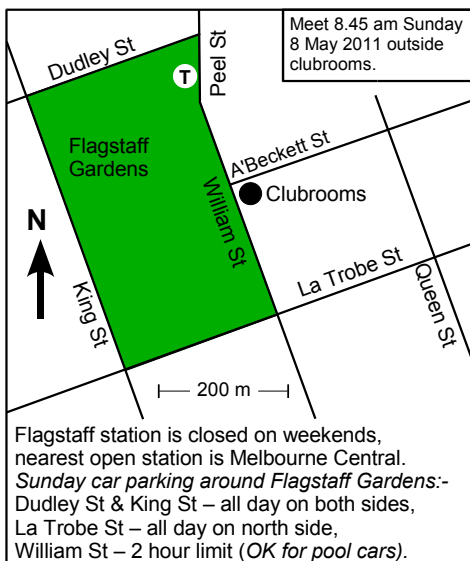 Meet 8.45 am Sunday
8 May 2011 outside
clubrooms.
Dudley St
Peel St
T
Flagstaff
Gardens
A'Beckett St
William St
Clubrooms
N
King St
La Trobe St
Queen St
200 m
Flagstaff station is closed on weekends,
nearest open station is Melbourne Central.
Sunday car parking around Flagstaff Gardens:-
Dudley St & King St – all day on both sides,
La Trobe St – all day on north side,
William St – 2 hour limit (OK for pool cars).